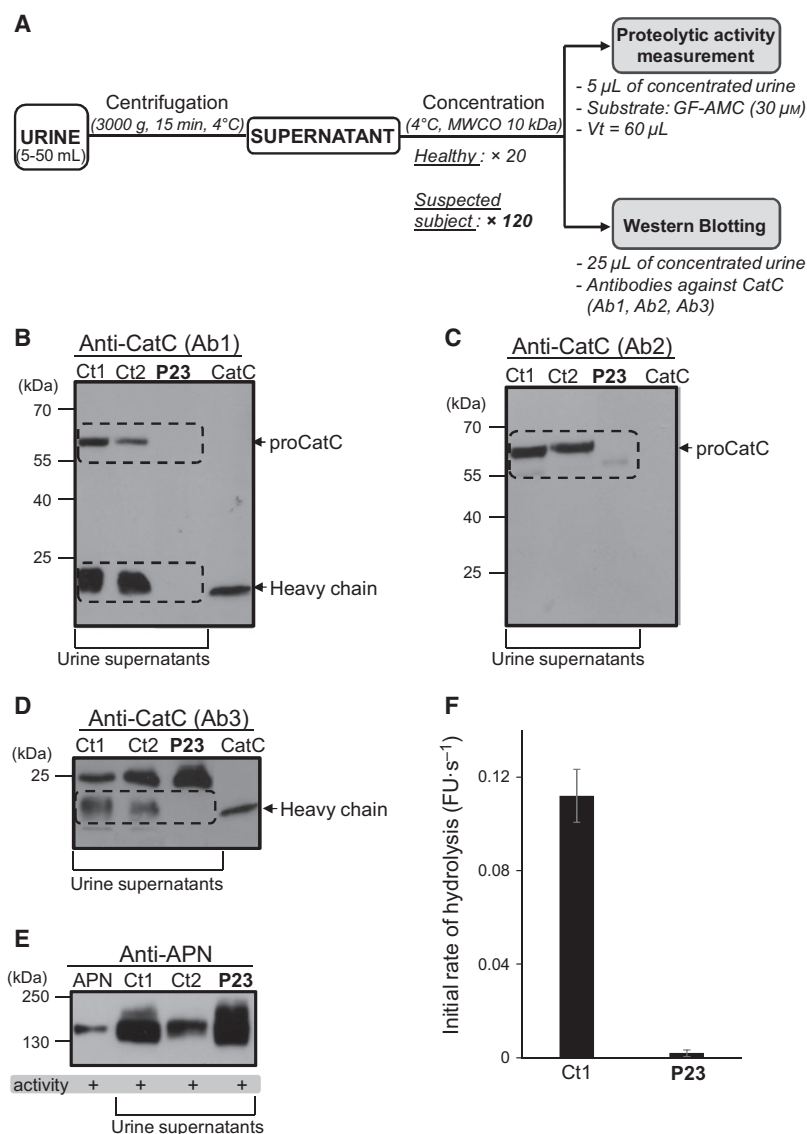 A
URINE
(5-50 mL)
Centrifugation
(3000 g, 15 min, 4°C)
SUPERNATANT
Concentration
(4°C, MWCO 10 kDa)
Healthy : × 20
Suspected
subject : × 120
Proteolytic activity
measurement
- 5 µL of concentrated urine
- Substrate: GF-AMC (30 µM)
- Vt = 60 µL
Western Blotting
- 25 µL of concentrated urine
- Antibodies against CatC
(Ab1, Ab2, Ab3)
B
Anti-CatC (Ab1)
Ct1 Ct2 P23 CatC
(kDa)
70
proCatC
55
40
25
Heavy chain
Urine supernatants
C
Anti-CatC (Ab2)
Ct1 Ct2 P23 CatC
(kDa)
70
proCatC
55
40
25
Urine supernatants
D
Anti-CatC (Ab3)
Ct1 Ct2 P23 CatC
(kDa)
25
Heavy chain
Urine supernatants
E
Anti-APN
APN Ct1 Ct2 P23
(kDa)
250
130
activity + + + +
Urine supernatants
F
Initial rate of hydrolysis (FU·s⁻¹)
0.12
0.08
0.04
0
Ct1 P23